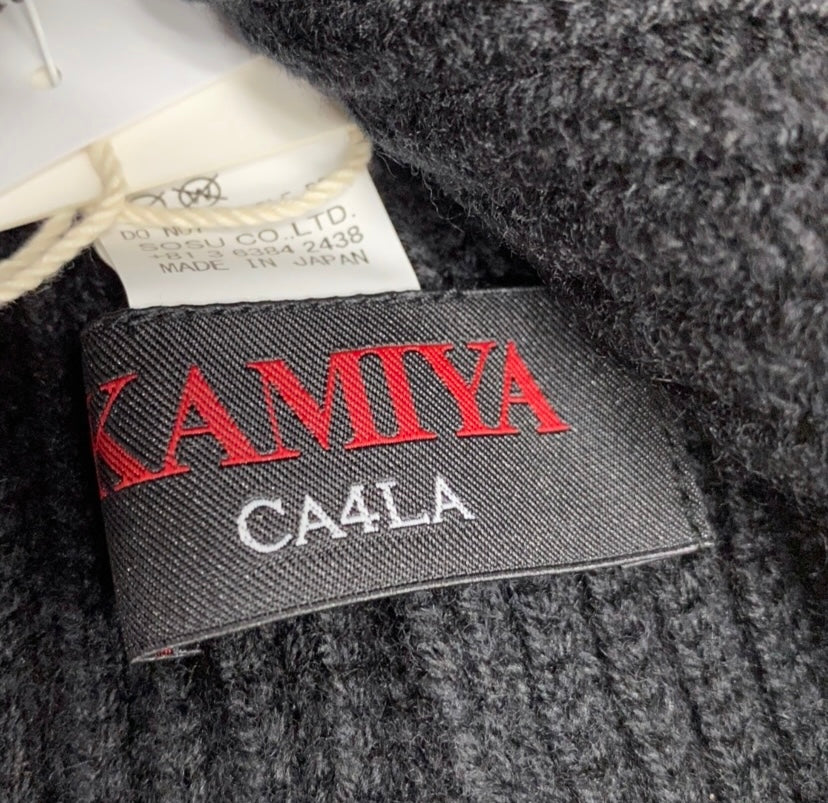 DO NOT
SOSU CO.,LTD.
+81 3 6384 2438
MADE IN JAPAN
KAMIYA
CA4LA